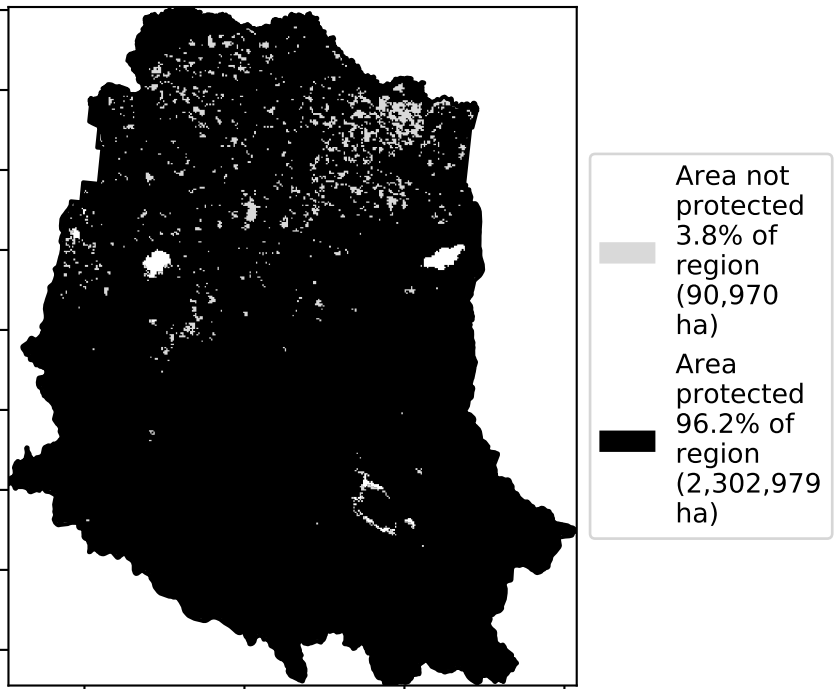 Area not
protected
3.8% of
region
(90,970
ha)
Area
protected
96.2% of
region
(2,302,979
ha)